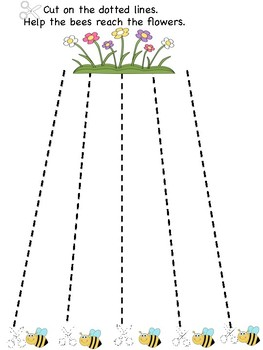 Cut on the dotted lines.
Help the bees reach the flowers.